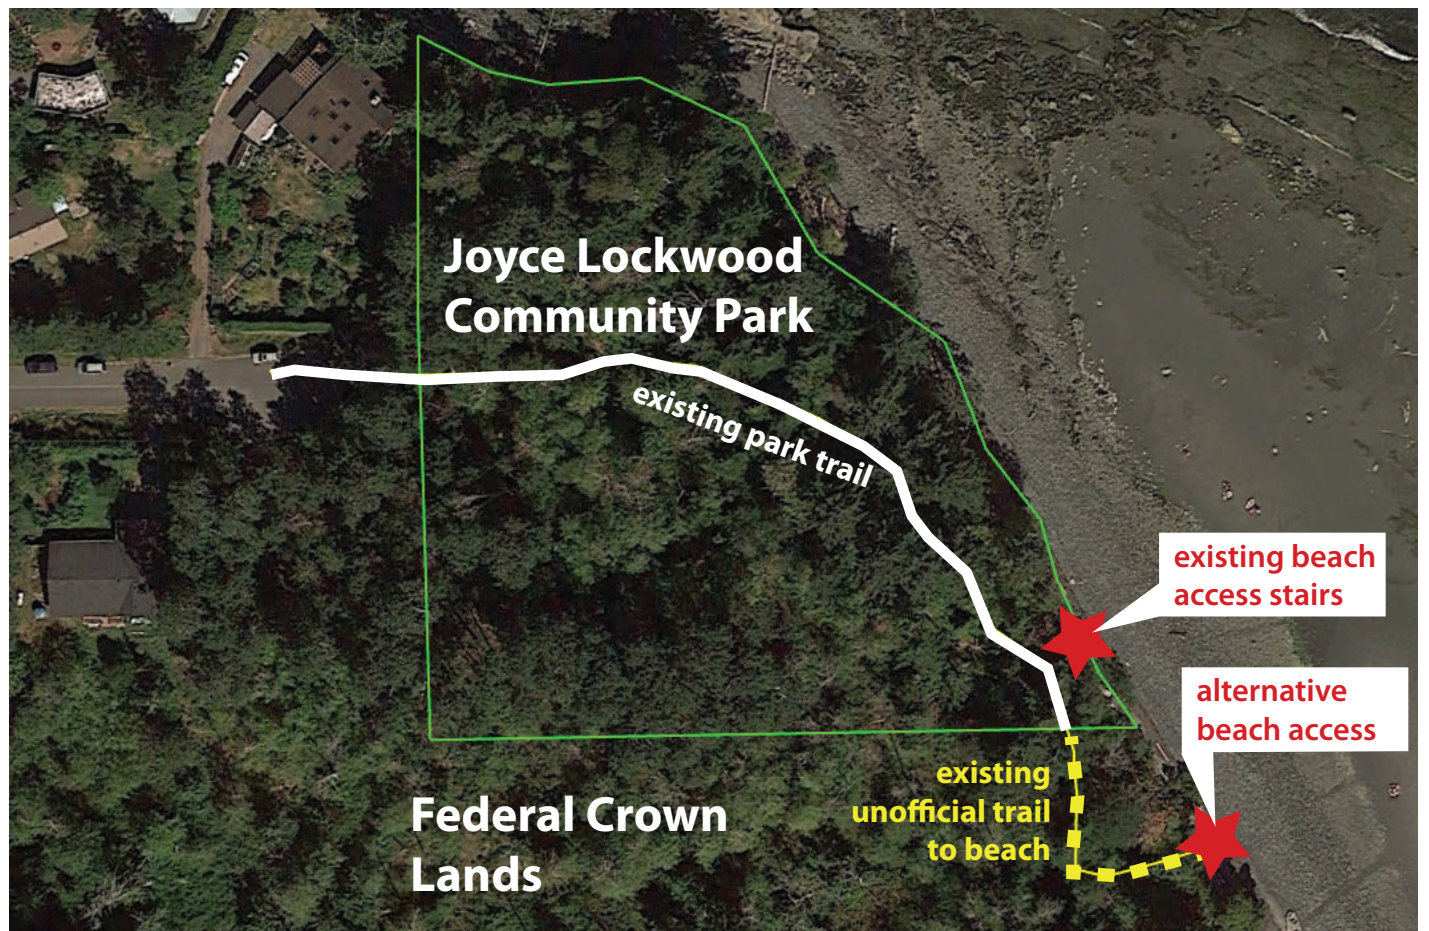 Joyce Lockwood
Community Park
existing park trail
existing beach
access stairs
alternative
beach access
existing
unofficial trail
to beach
Federal Crown
Lands